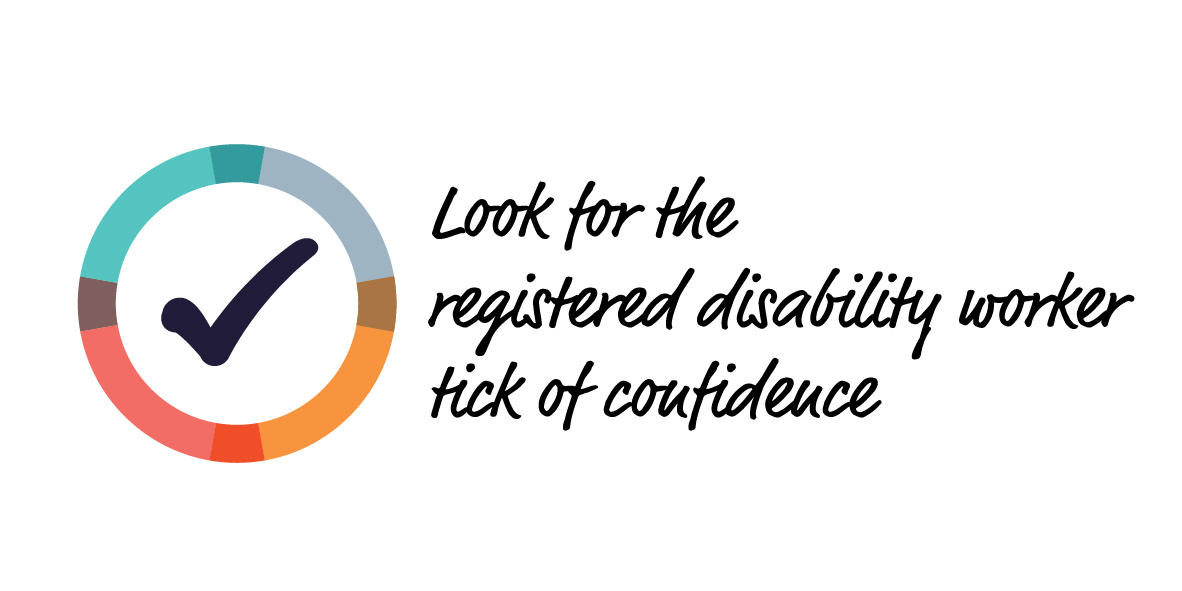 Look for the
registered disability worker
tick of confidence